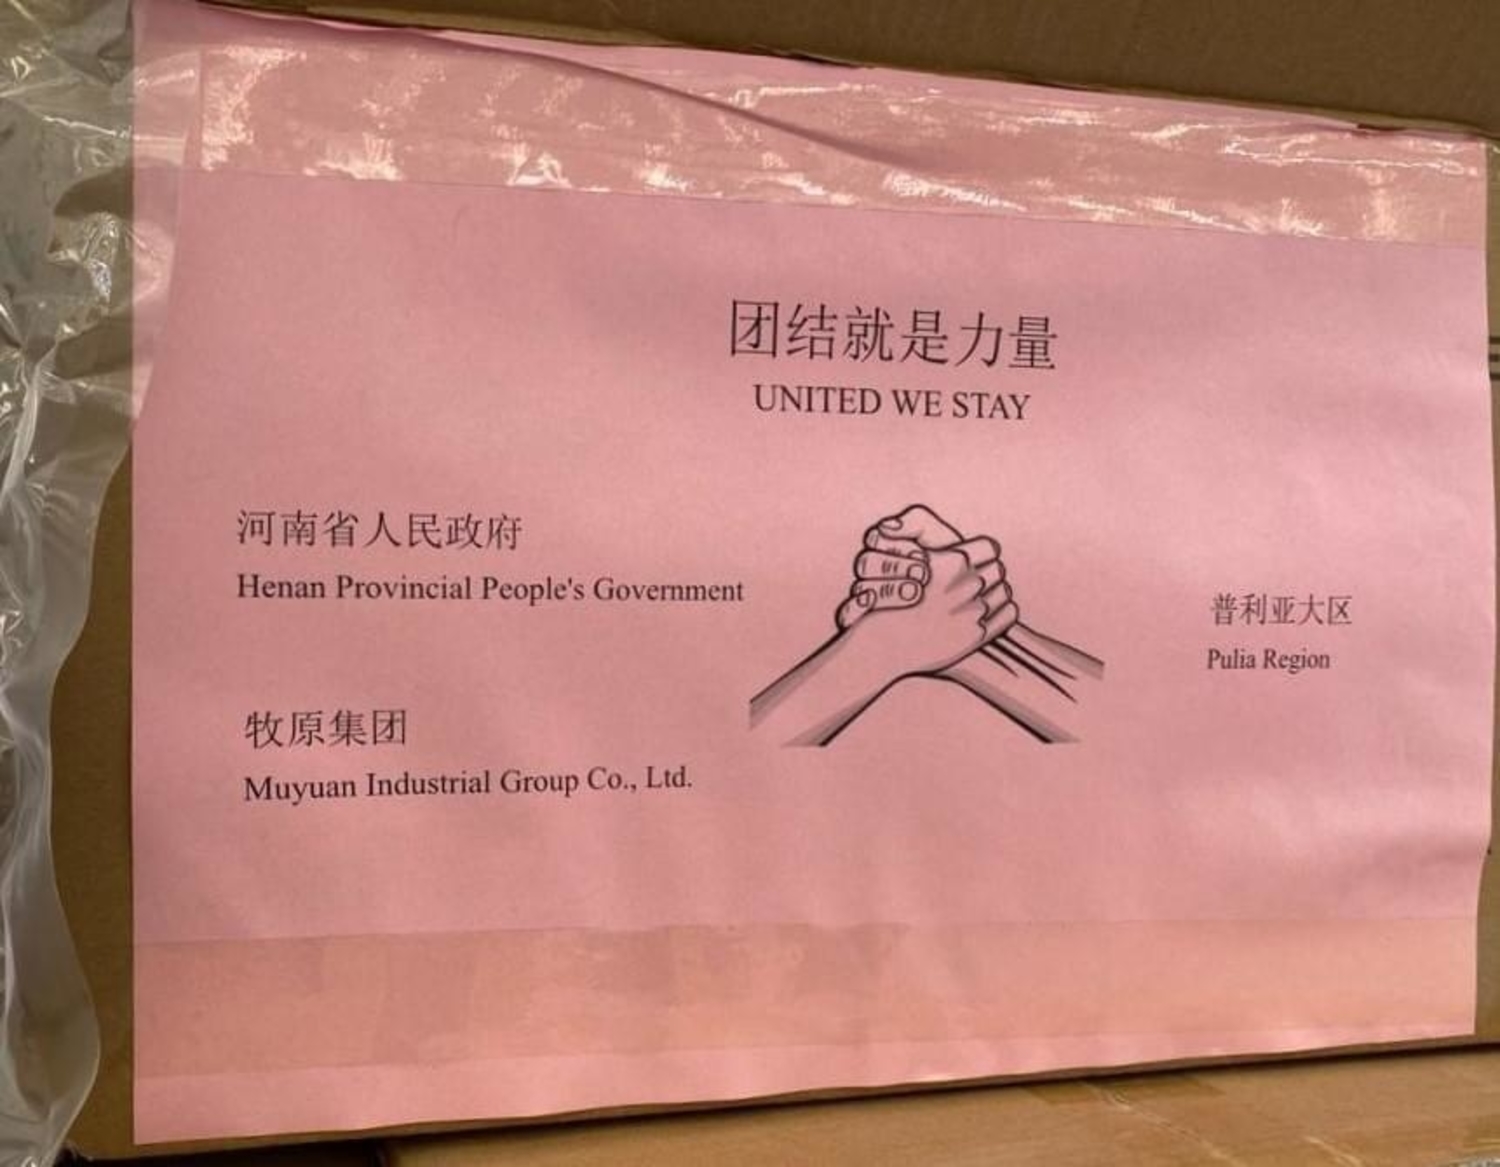 团结就是力量
UNITED WE STAY
河南省人民政府
Henan Provincial People's Government
牧原集团
Muyuan Industrial Group Co., Ltd.
普利亚大区
Pulia Region